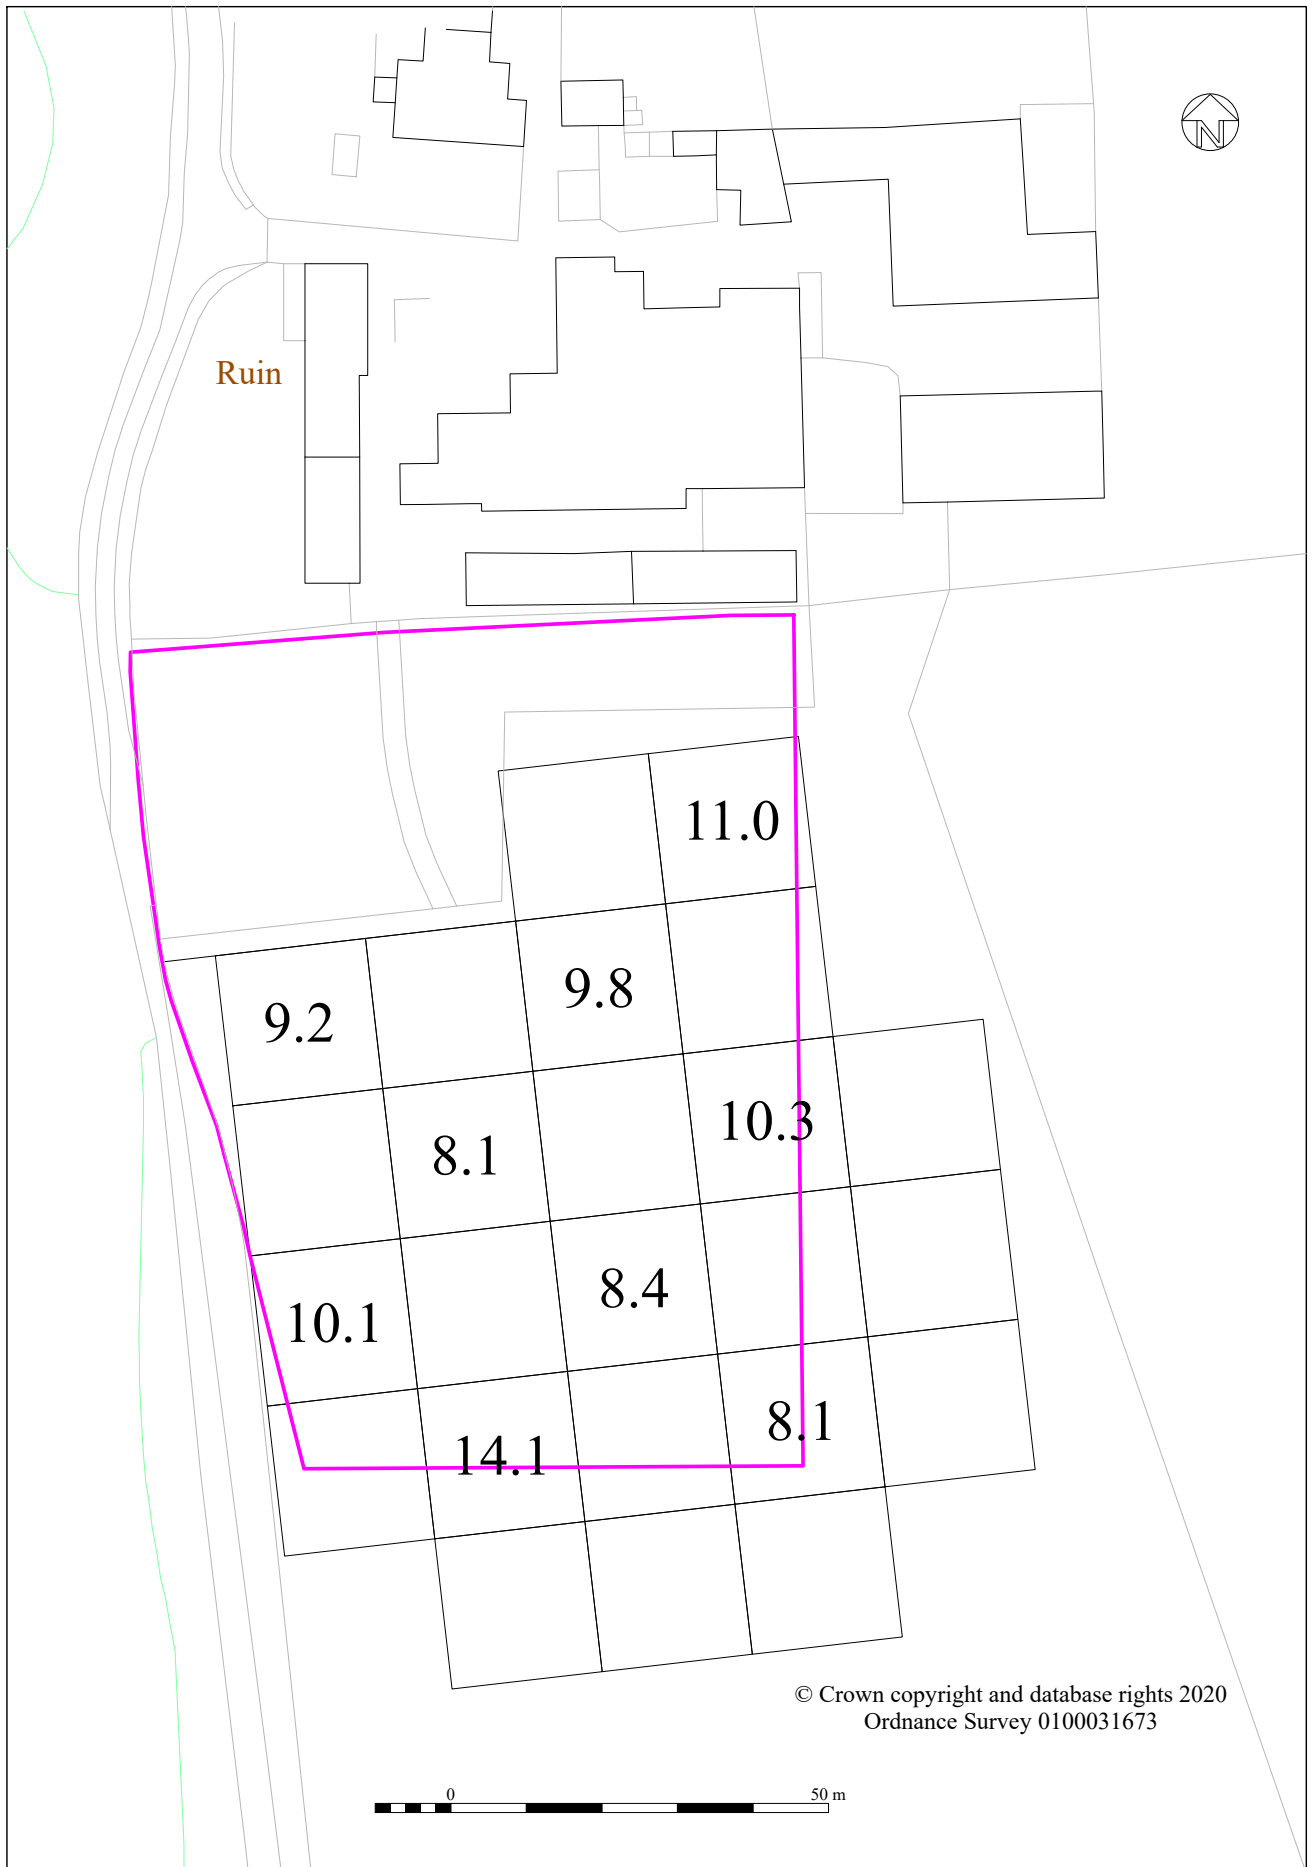 N
Ruin
11.0
9.8
9.2
10.3
8.1
8.4
10.1
8.1
14.1
© Crown copyright and database rights 2020
Ordnance Survey 0100031673
0 50 m